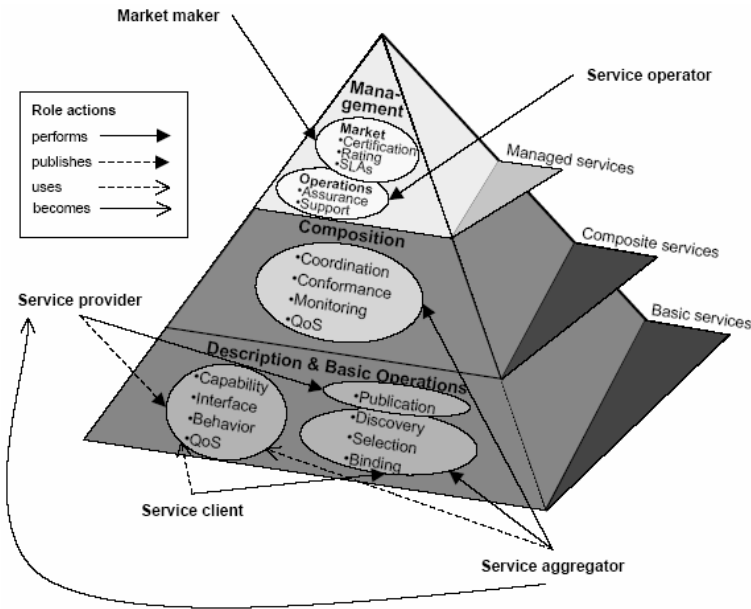 Market maker
Service operator
Role actions
performs
publishes
uses
becomes
Mana-
gement
Market
•Certification
•Rating
•SLAs
Operations
•Assurance
•Support
Managed services
Composition
•Coordination
•Conformance
•Monitoring
•QoS
Composite services
Service provider
Basic services
Description & Basic Operations
•Capability
•Interface
•Behavior
•QoS
•Publication
•Discovery
•Selection
•Binding
Service client
Service aggregator